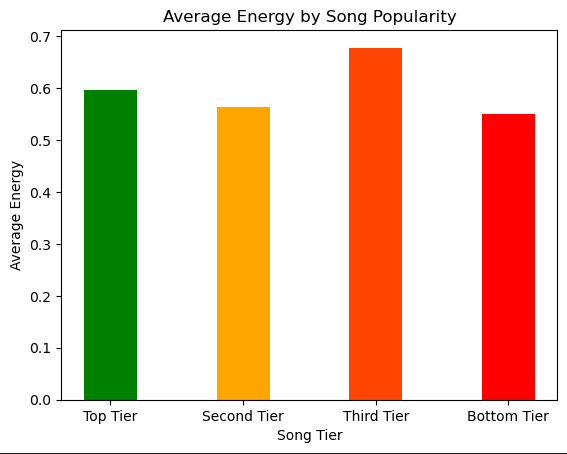 Average Energy by Song Popularity
Average Energy
0.7
0.6
0.5
0.4
0.3
0.2
0.1
0.0
Top Tier Second Tier Third Tier Bottom Tier
Song Tier